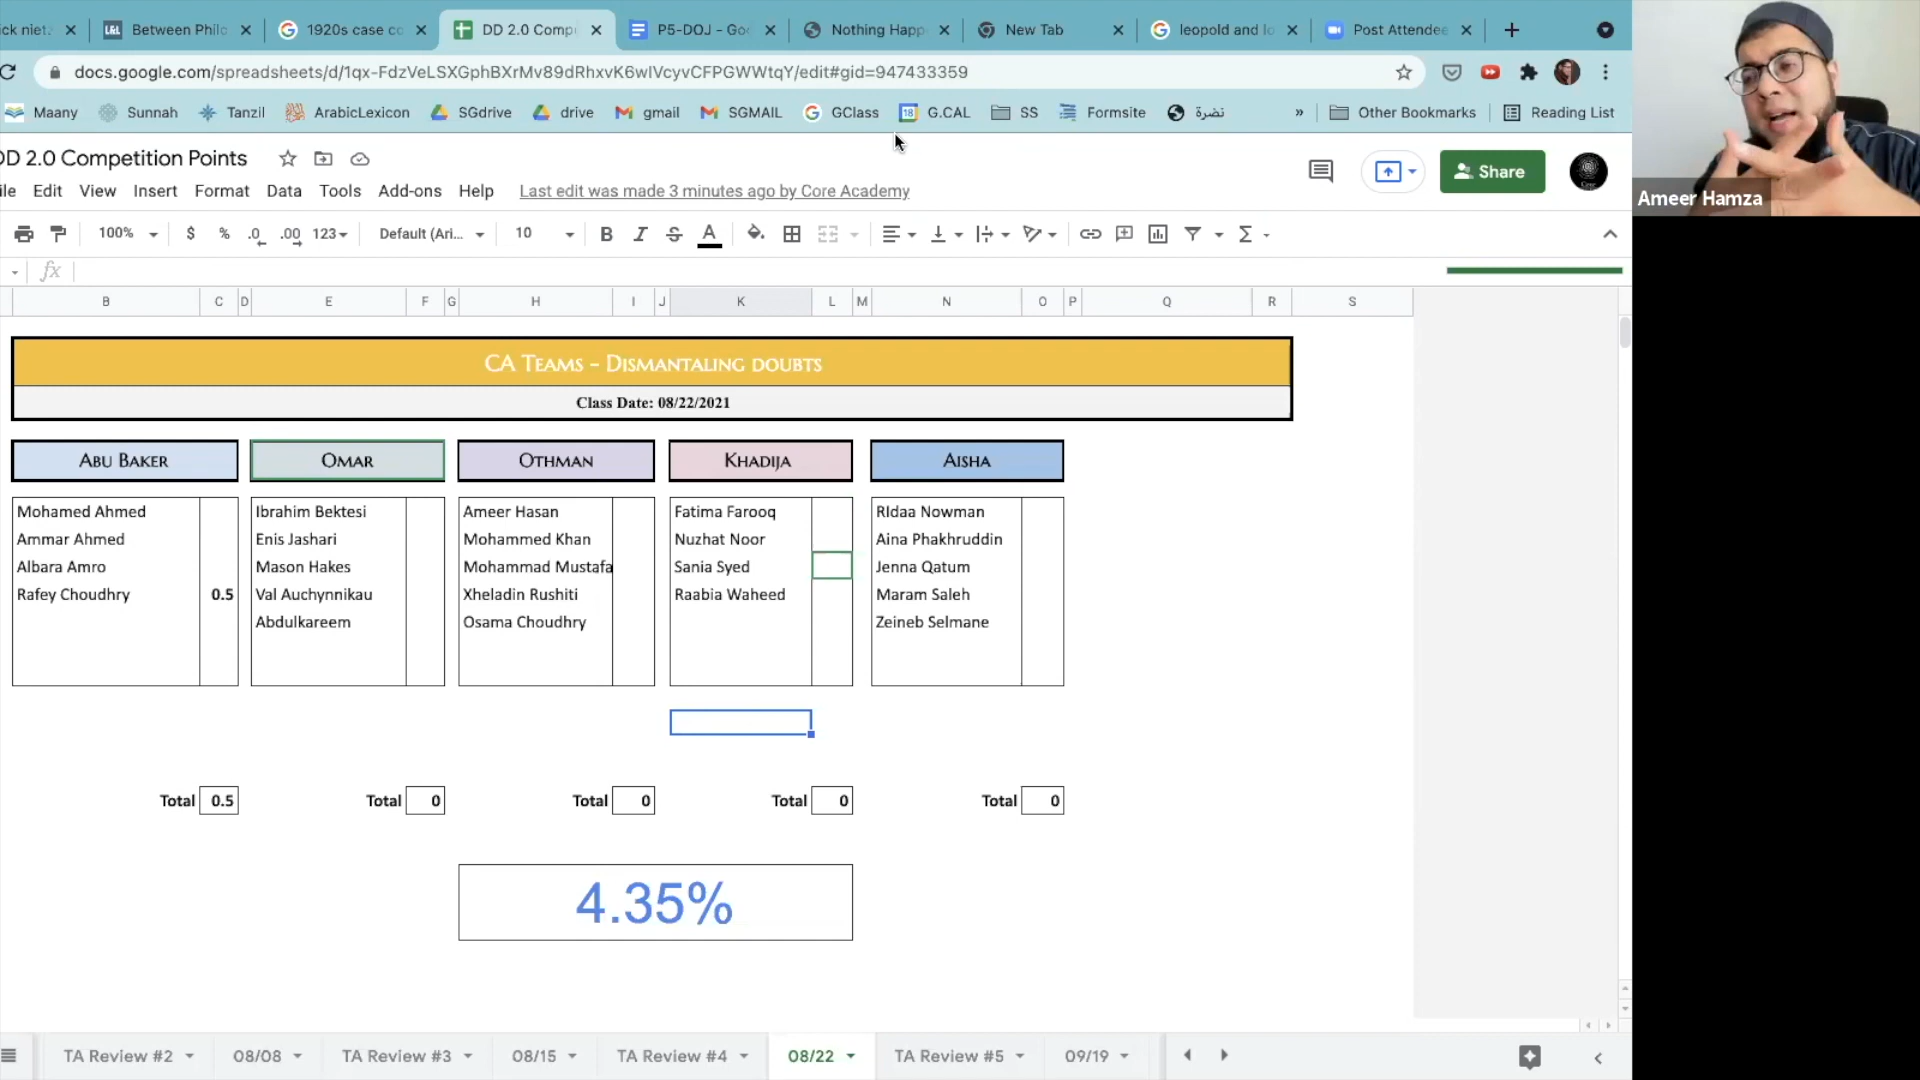 ick niet.
Between Philo
1920s case co
DD 2.0 Comp
P5-DOJ - Goo
Nothing Happ
New Tab
leopold and lo
Post Attendee
docs.google.com/spreadsheets/d/1qx-FdzVeLSXGphBXrMv89dRhxvK6wIVcyvCFPGWWtqY/edit#gid=947433359
Maany
Sunnah
Tanzil
ArabicLexicon
SGdrive
drive
gmail
SGMAIL
GClass
G.CAL
SS
Formsite
نضرة
»
Other Bookmarks
Reading List
DD 2.0 Competition Points
ile Edit View Insert Format Data Tools Add-ons Help Last edit was made 3 minutes ago by Core Academy
Share
Ameer Hamza
100% $ % .0 .00 123 Default (Ari... 10 B I S A
fx
B C D E F G H I J K L M N O P Q R S
CA Teams - Dismantaling doubts
Class Date: 08/22/2021
Abu Baker Omar Othman Khadija Aisha
Mohamed Ahmed Ibrahim Bektesi Ameer Hasan Fatima Farooq RIdaa Nowman
Ammar Ahmed Enis Jashari Mohammed Khan Nuzhat Noor Aina Phakhruddin
Albara Amro Mason Hakes Mohammad Mustafa Sania Syed Jenna Qatum
Rafey Choudhry 0.5 Val Auchynnikau Xheladin Rushiti Raabia Waheed Maram Saleh
Abdulkareem Osama Choudhry Zeineb Selmane
Total 0.5 Total 0 Total 0 Total 0 Total 0
4.35%
TA Review #2 08/08 TA Review #3 08/15 TA Review #4 08/22 TA Review #5 09/19